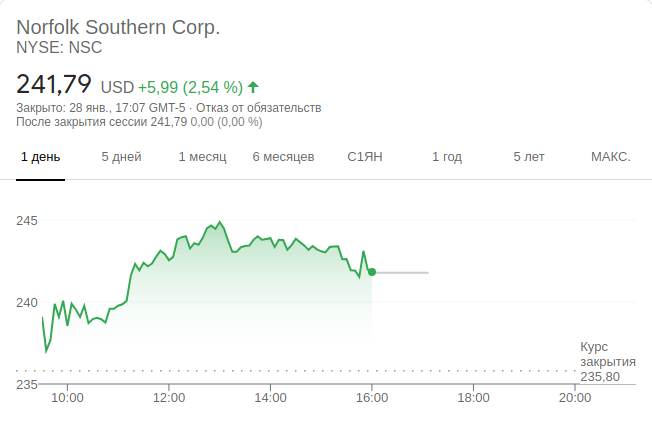 Norfolk Southern Corp.
NYSE: NSC
241,79 USD +5,99 (2,54 %)
Закрыто: 28 янв., 17:07 GMT-5 · Отказ от обязательств
После закрытия сессии 241,79 0,00 (0,00 %)
1 день 5 дней 1 месяц 6 месяцев С1ЯН 1 год 5 лет МАКС.
245
240
Курс
закрытия
235,80
235
10:00 12:00 14:00 16:00 18:00 20:00